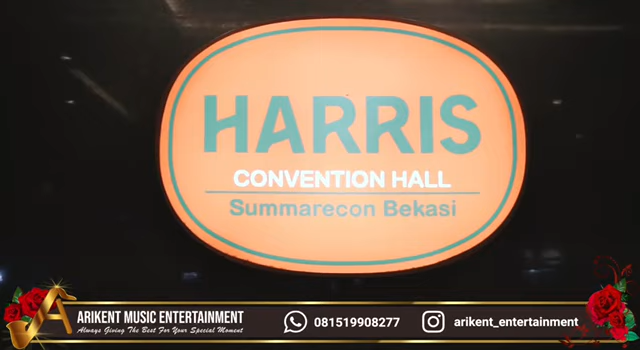 HARRIS
CONVENTION HALL
Summarecon Bekasi
ARIKENT MUSIC ENTERTAINMENT
Always Giving The Best For Your Special Moment
081519908277
arikent_entertainment